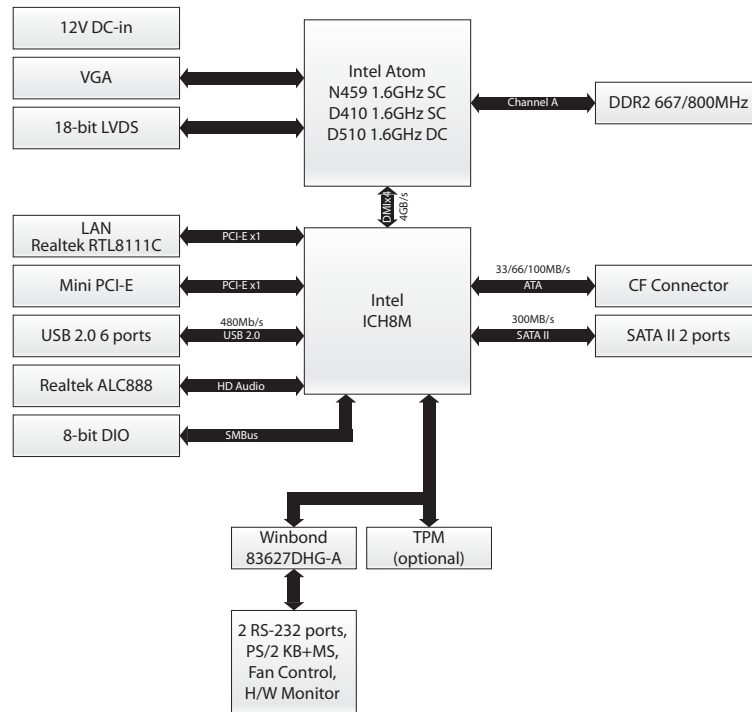 12V DC-in
VGA
18-bit LVDS
Intel Atom
N459 1.6GHz SC
D410 1.6GHz SC
D510 1.6GHz DC
Channel A
DDR2 667/800MHz
DMIx4
4GB/s
LAN
Realtek RTL8111C
PCI-E x1
Mini PCI-E
PCI-E x1
USB 2.0 6 ports
480Mb/s
USB 2.0
Realtek ALC888
HD Audio
8-bit DIO
SMBus
Intel
ICH8M
33/66/100MB/s
ATA
CF Connector
300MB/s
SATA II
SATA II 2 ports
Winbond
83627DHG-A
TPM
(optional)
2 RS-232 ports,
PS/2 KB+MS,
Fan Control,
H/W Monitor